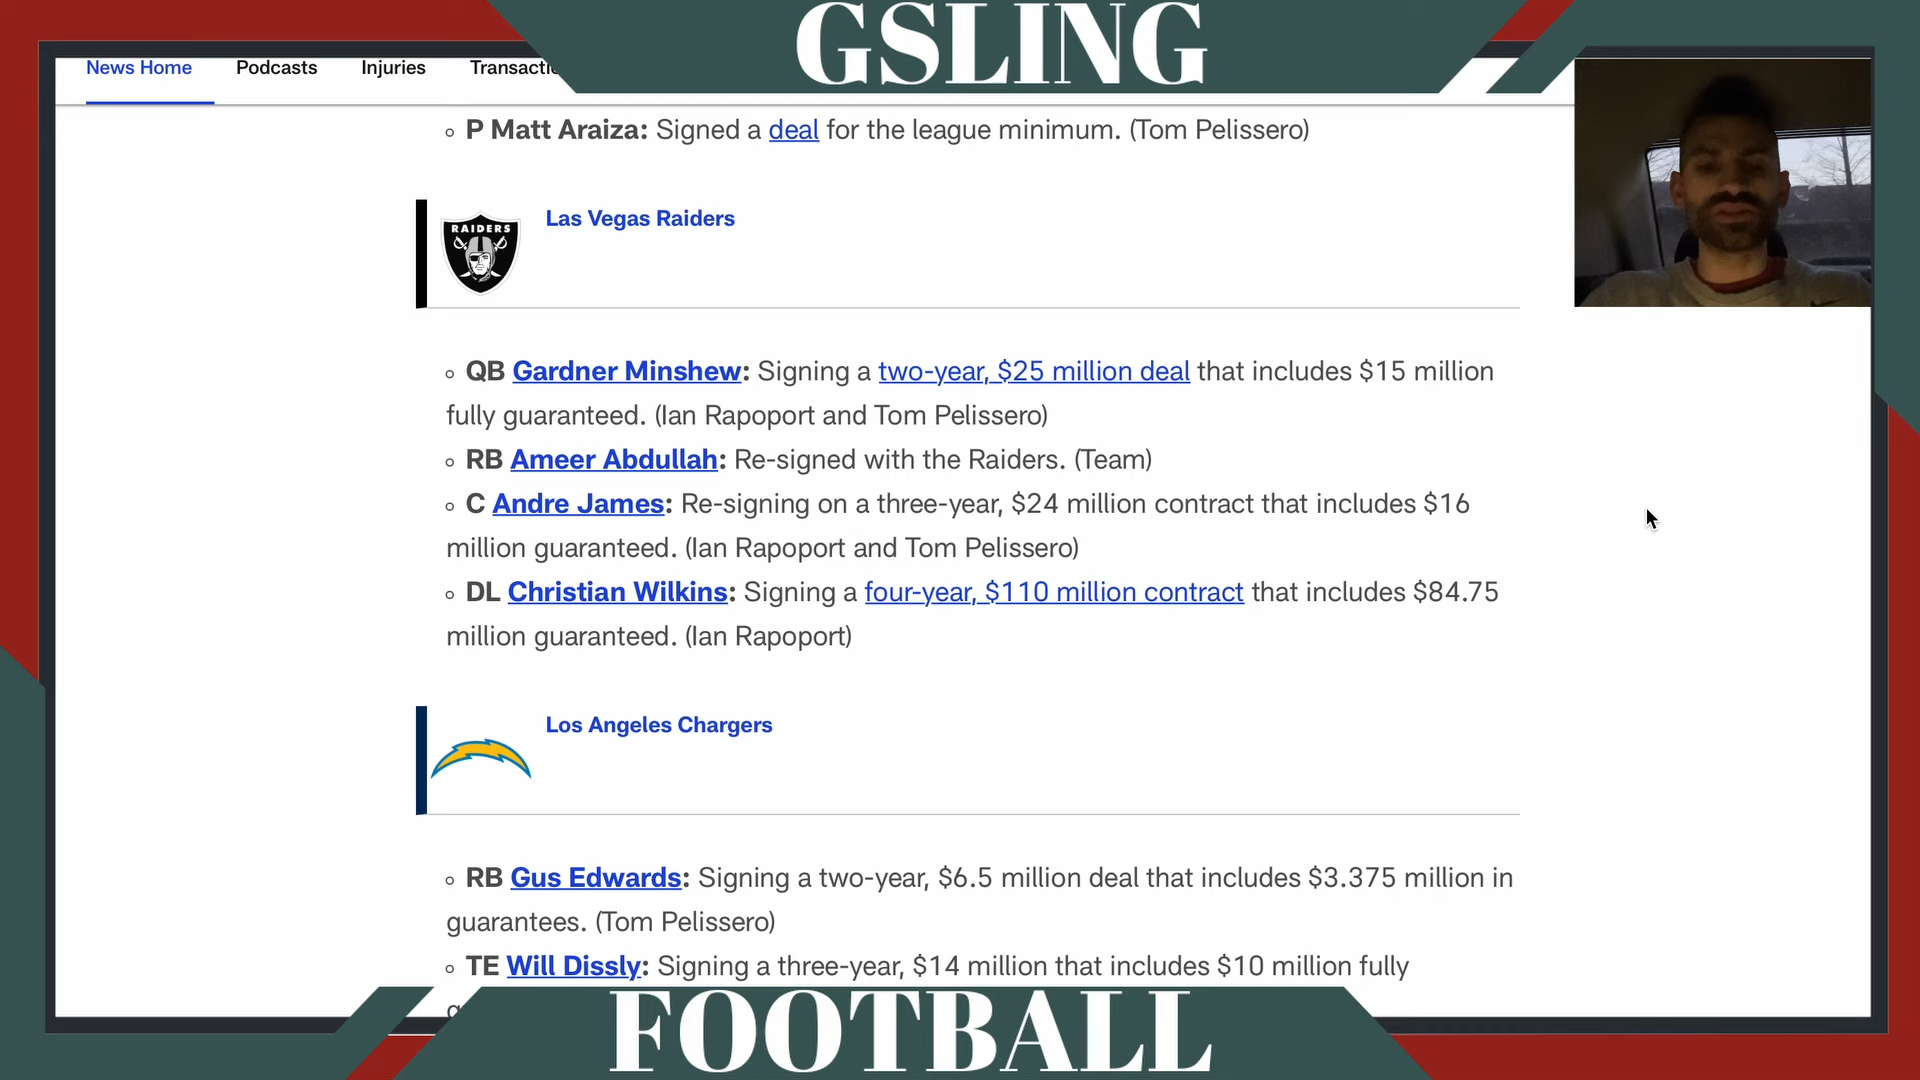 GSLING
News Home Podcasts Injuries
P Matt Araiza: Signed a deal for the league minimum. (Tom Pelissero)
RAIDERS
Las Vegas Raiders
QB Gardner Minshew: Signing a two-year, $25 million deal that includes $15 million
fully guaranteed. (Ian Rapoport and Tom Pelissero)
RB Ameer Abdullah: Re-signed with the Raiders. (Team)
C Andre James: Re-signing on a three-year, $24 million contract that includes $16
million guaranteed. (Ian Rapoport and Tom Pelissero)
DL Christian Wilkins: Signing a four-year, $110 million contract that includes $84.75
million guaranteed. (Ian Rapoport)
Los Angeles Chargers
RB Gus Edwards: Signing a two-year, $6.5 million deal that includes $3.375 million in
guarantees. (Tom Pelissero)
TE Will Dissly: Signing a three-year, $14 million that includes $10 million fully
FOOTBALL